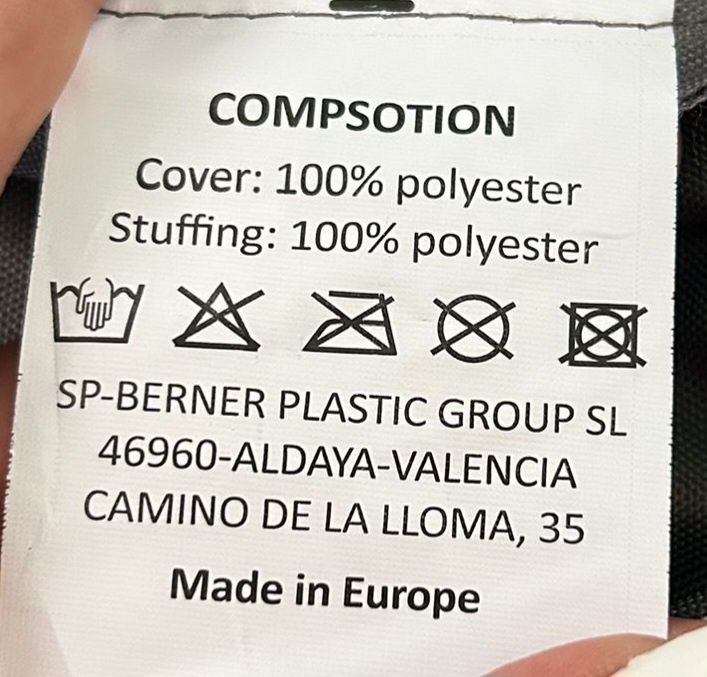 COMPSOTION
Cover: 100% polyester
Stuffing: 100% polyester
SP-BERNER PLASTIC GROUP SL
46960-ALDAYA-VALENCIA
CAMINO DE LA LLOMA, 35
Made in Europe